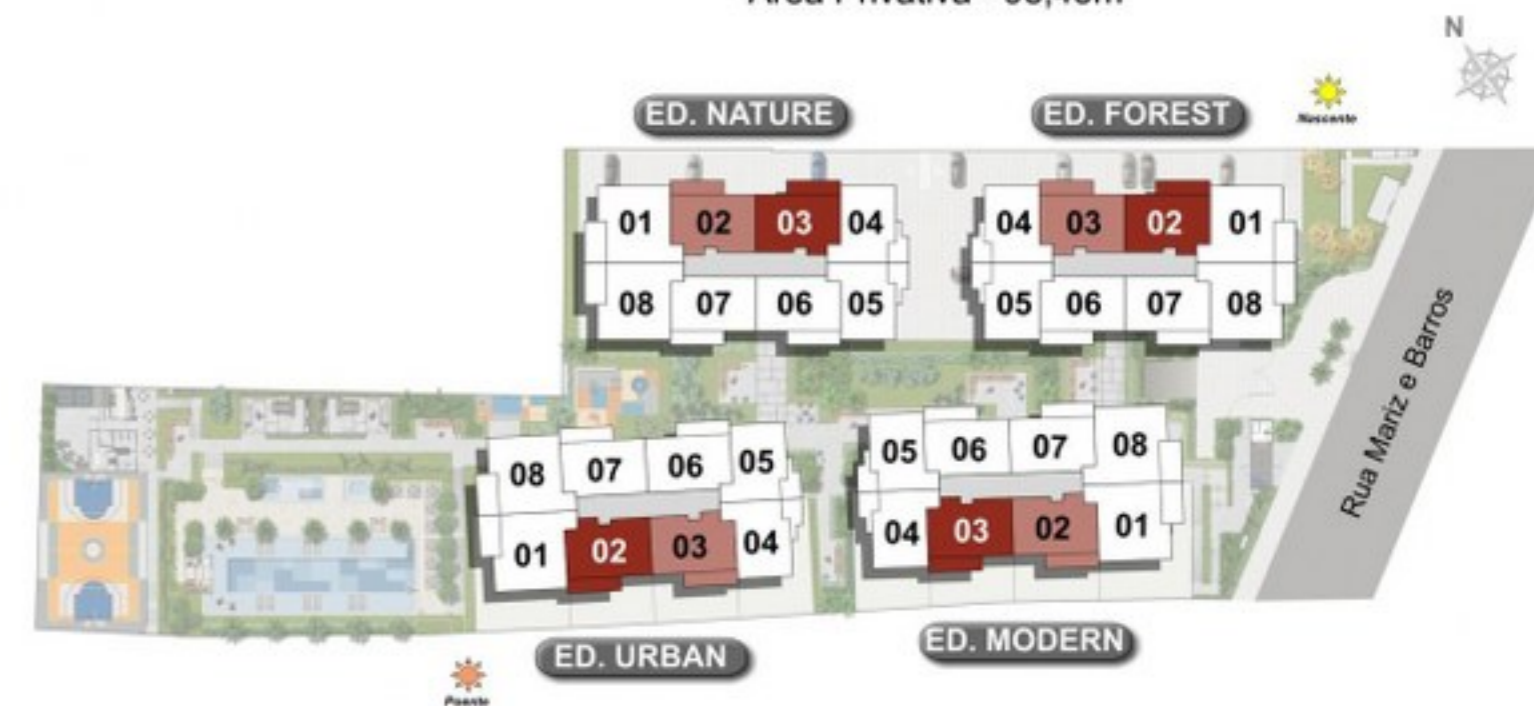 N
ED. NATURE
ED. FOREST
Nascente
01 02 03 04
04 03 02 01
08 07 06 05
05 06 07 08
Rua Mariz e Barros
08 07 06 05
05 06 07 08
01 02 03 04
04 03 02 01
ED. URBAN
ED. MODERN
Poente